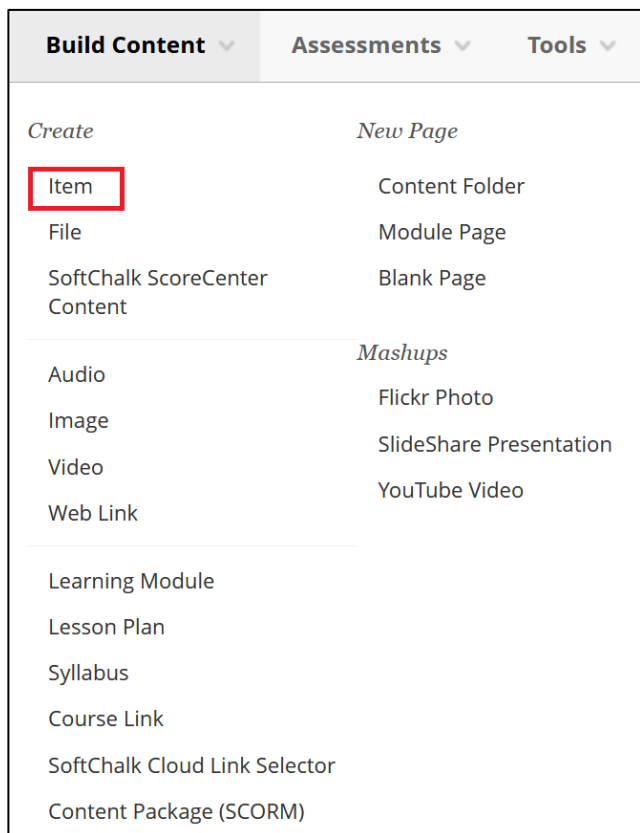 Build Content
Assessments
Tools
Create
Item
File
SoftChalk ScoreCenter
Content
Audio
Image
Video
Web Link
Learning Module
Lesson Plan
Syllabus
Course Link
SoftChalk Cloud Link Selector
Content Package (SCORM)
New Page
Content Folder
Module Page
Blank Page
Mashups
Flickr Photo
SlideShare Presentation
YouTube Video